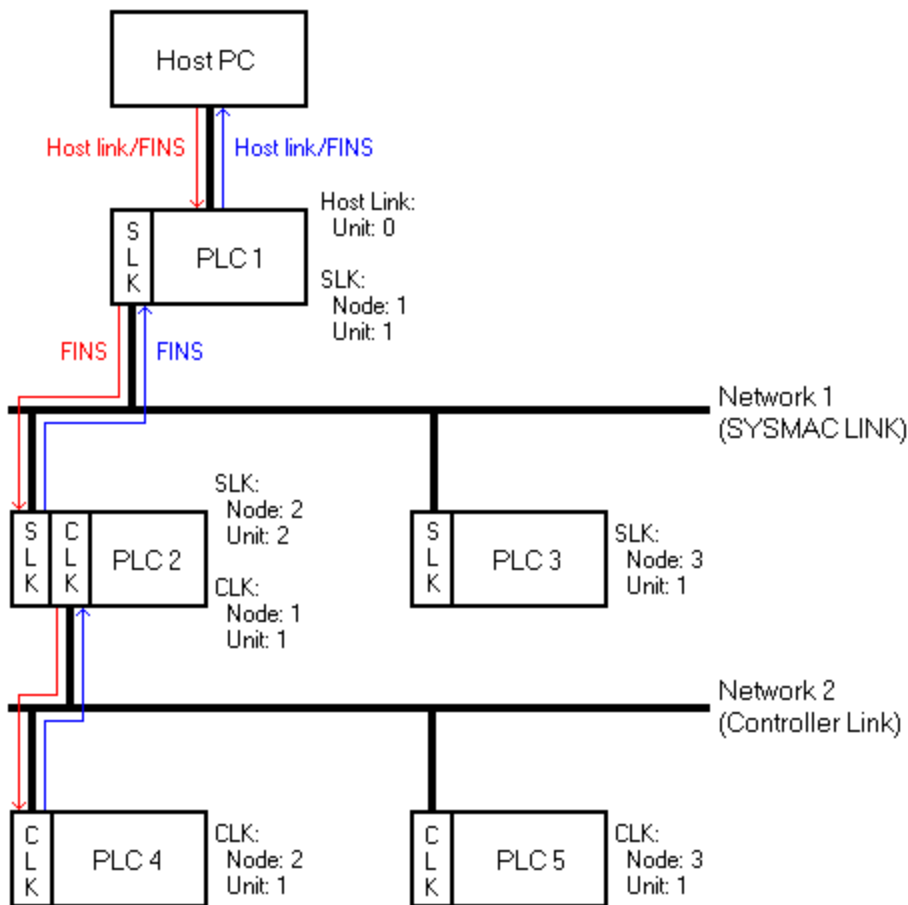 Host PC
Host link/FINS
Host link/FINS
Host Link:
Unit: 0
S
L
K
PLC 1
SLK:
Node: 1
Unit: 1
FINS
FINS
Network 1
(SYSMAC LINK)
SLK:
Node: 2
Unit: 2
S
L
K
C
L
K
PLC 2
CLK:
Node: 1
Unit: 1
S
L
K
PLC 3
SLK:
Node: 3
Unit: 1
Network 2
(Controller Link)
C
L
K
PLC 4
CLK:
Node: 2
Unit: 1
C
L
K
PLC 5
CLK:
Node: 3
Unit: 1